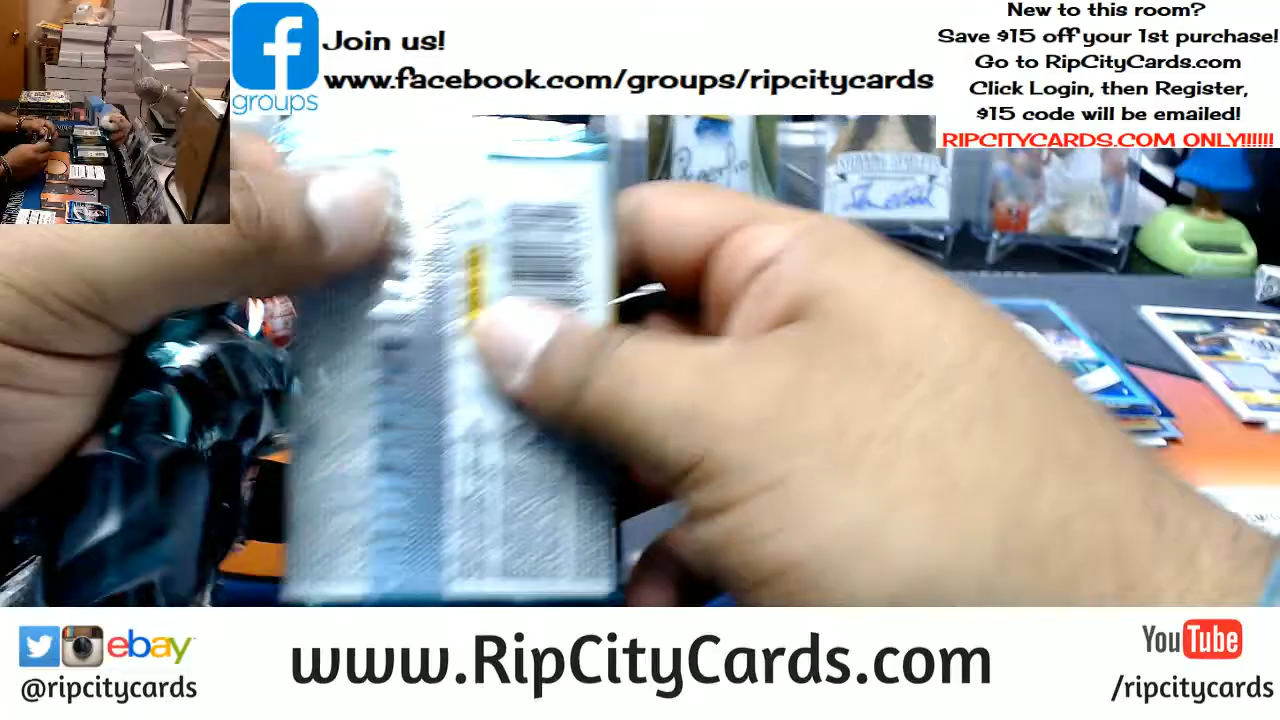 Join us!
www.facebook.com/groups/ripcitycards
groups
New to this room?
Save $15 off your 1st purchase!
Go to RipCityCards.com
Click Login, then Register,
$15 code will be emailed!
RIPCITYCARDS.COM ONLY!!!!!!
ebay
@ripcitycards
www.RipCityCards.com
YouTube
/ripcitycards